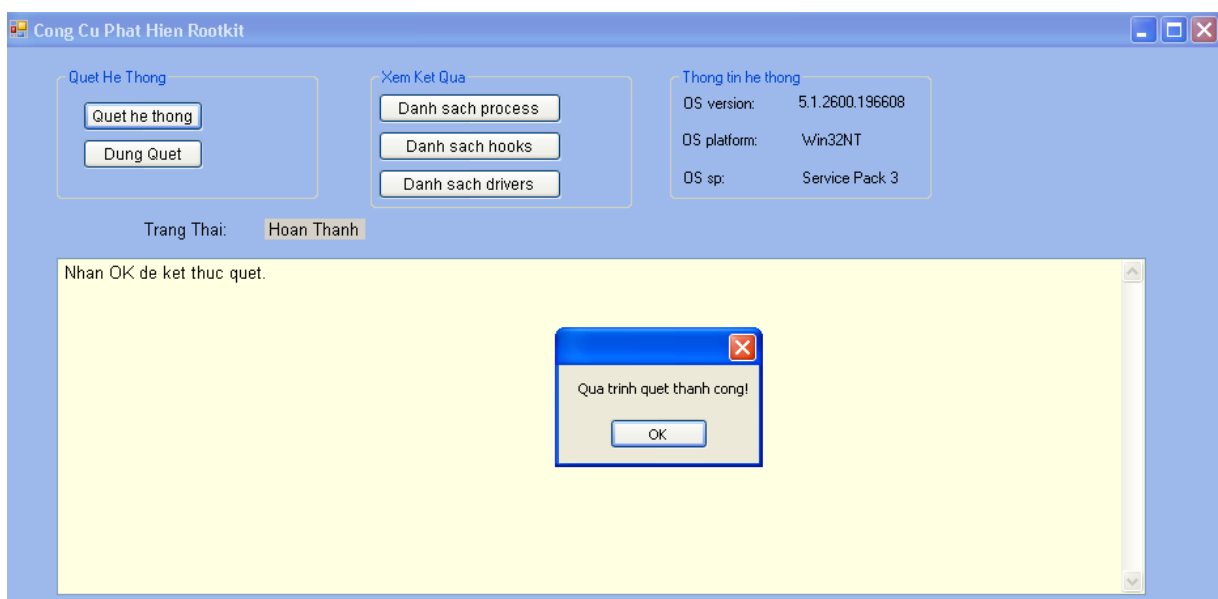 Cong Cu Phat Hien Rootkit
Quet He Thong
Quet he thong
Dung Quet
Xem Ket Qua
Danh sach process
Danh sach hooks
Danh sach drivers
Thong tin he thong
OS version: 5.1.2600.196608
OS platform: Win32NT
OS sp: Service Pack 3
Trang Thai: Hoan Thanh
Nhan OK de ket thuc quet.
Qua trinh quet thanh cong!
OK